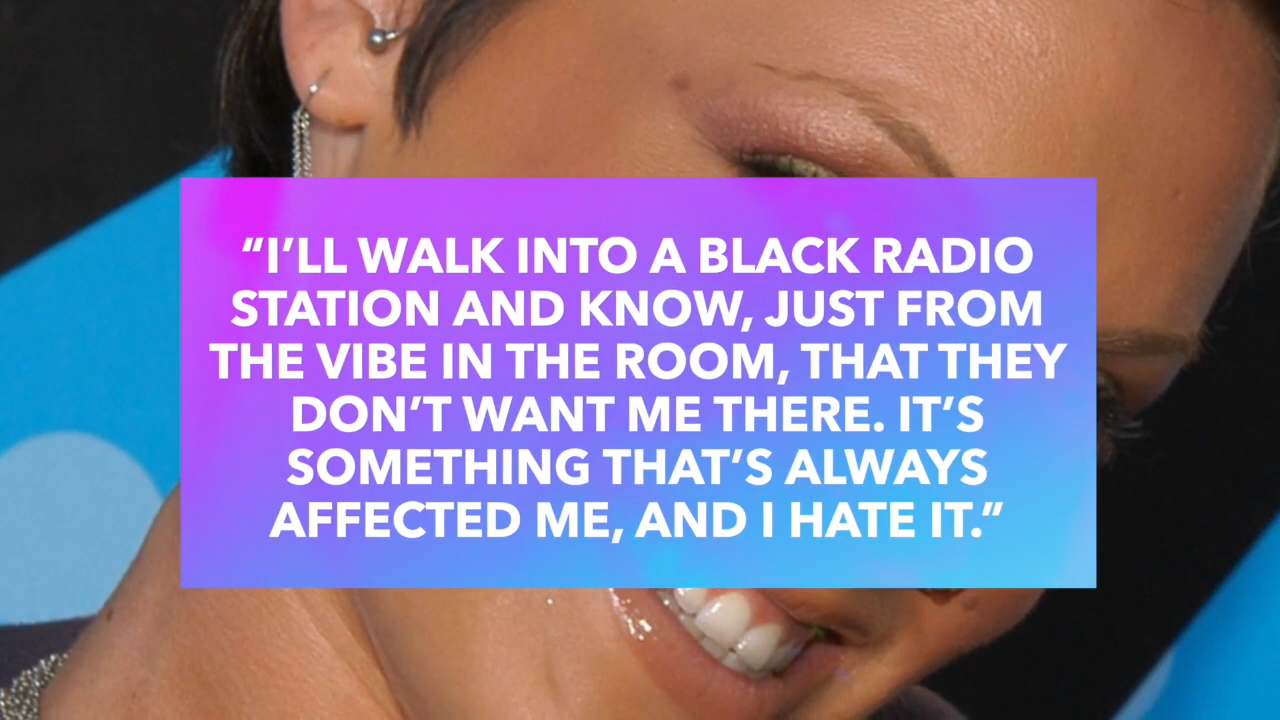 “I’LL WALK INTO A BLACK RADIO
STATION AND KNOW, JUST FROM
THE VIBE IN THE ROOM, THAT THEY
DON’T WANT ME THERE. IT’S
SOMETHING THAT’S ALWAYS
AFFECTED ME, AND I HATE IT.”